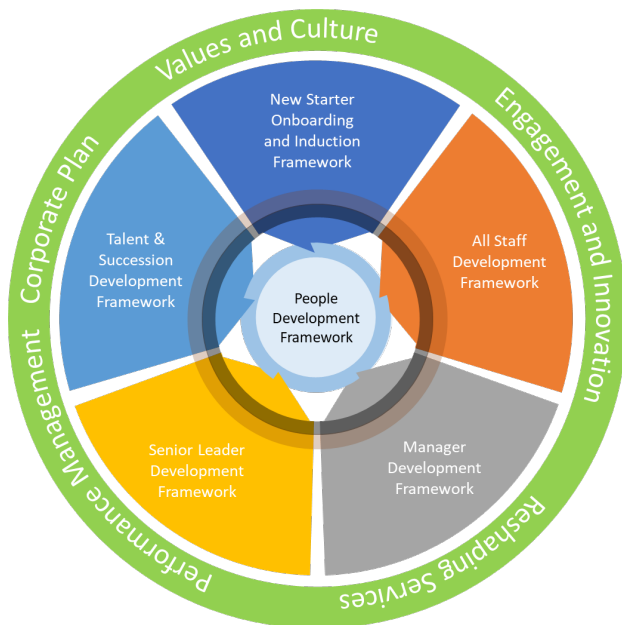 Values and Culture
Engagement and Innovation
Reshaping Services
Performance Management
Corporate Plan
New Starter
Onboarding
and Induction
Framework
All Staff
Development
Framework
Manager
Development
Framework
Senior Leader
Development
Framework
Talent &
Succession
Development
Framework
People
Development
Framework